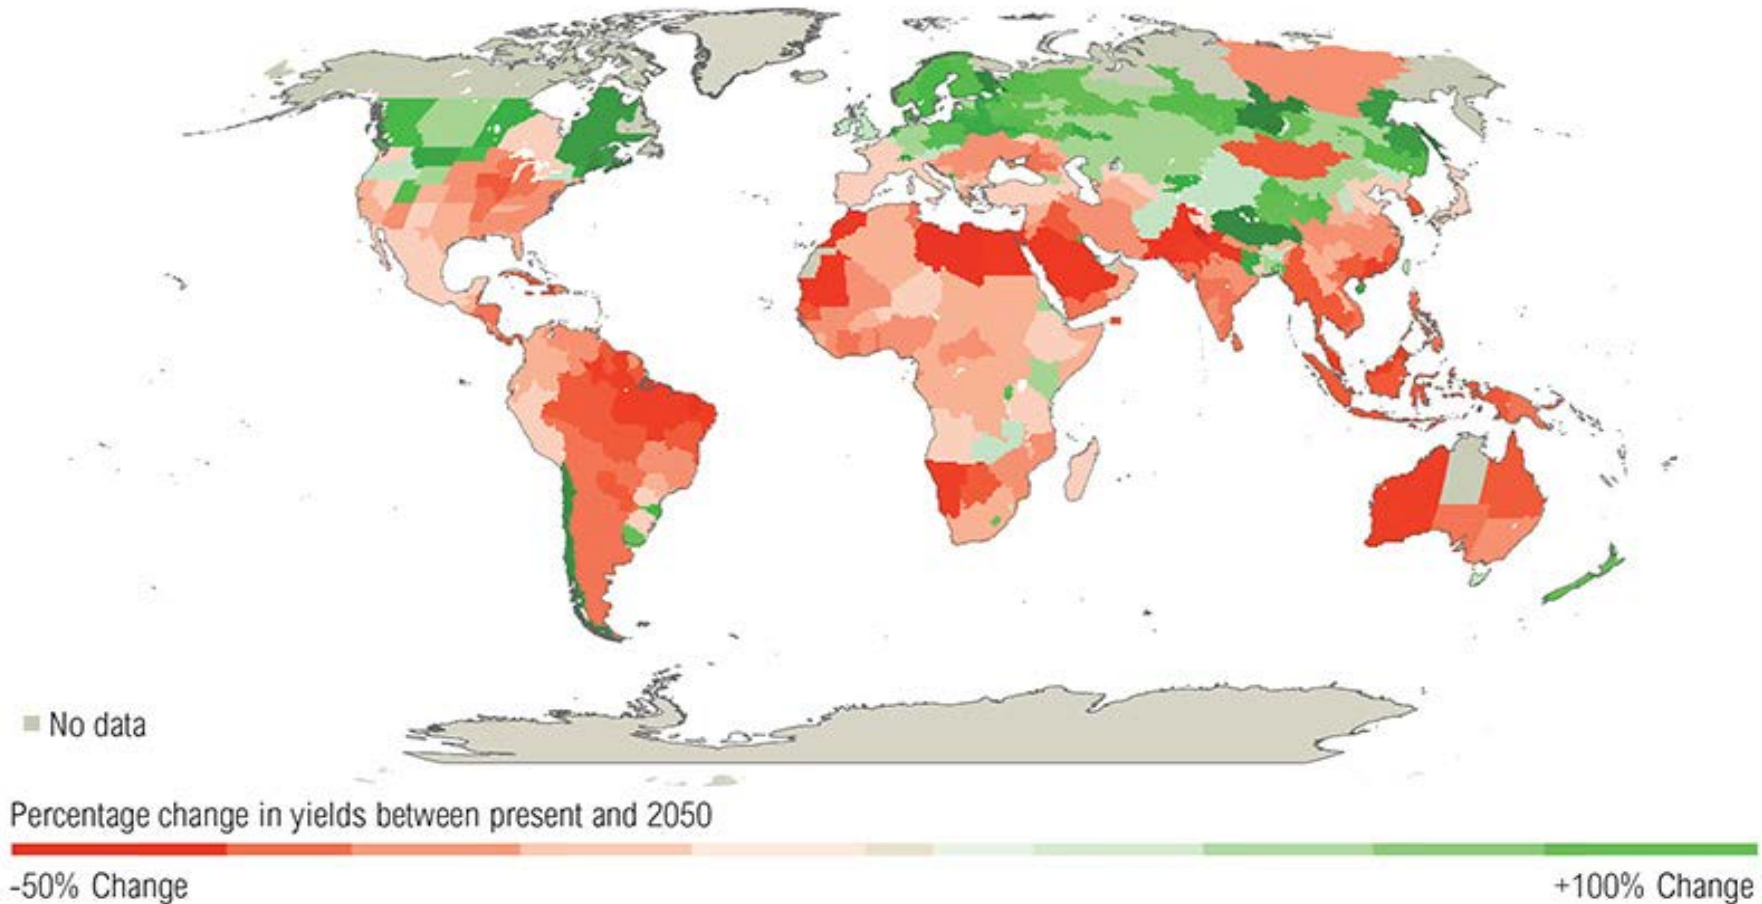 No data
Percentage change in yields between present and 2050
-50% Change
+100% Change